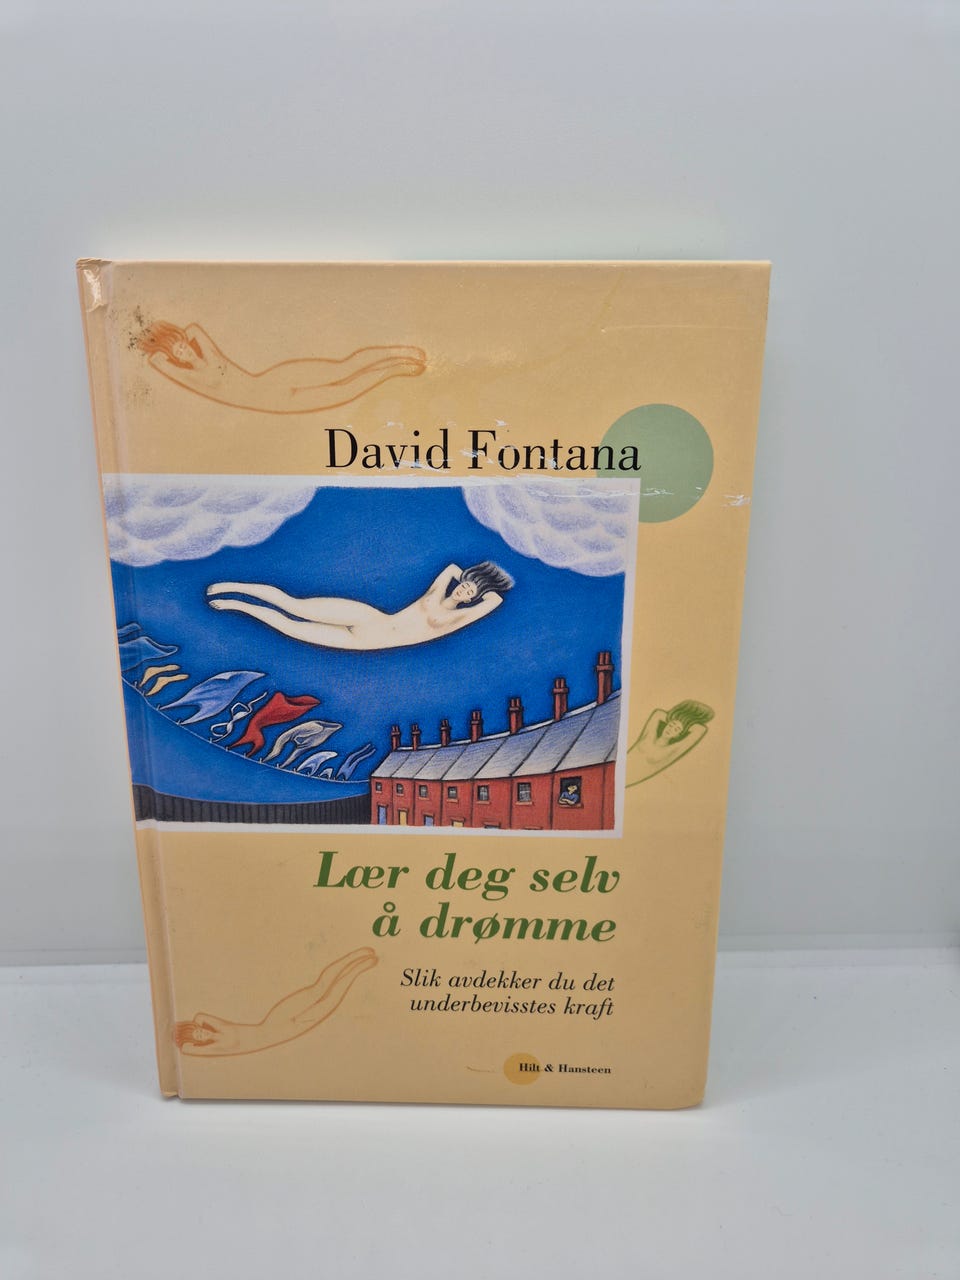 David Fontana
Lær deg selv
å drømme
Slik avdekker du det
underbevisstes kraft
Hilt & Hansteen